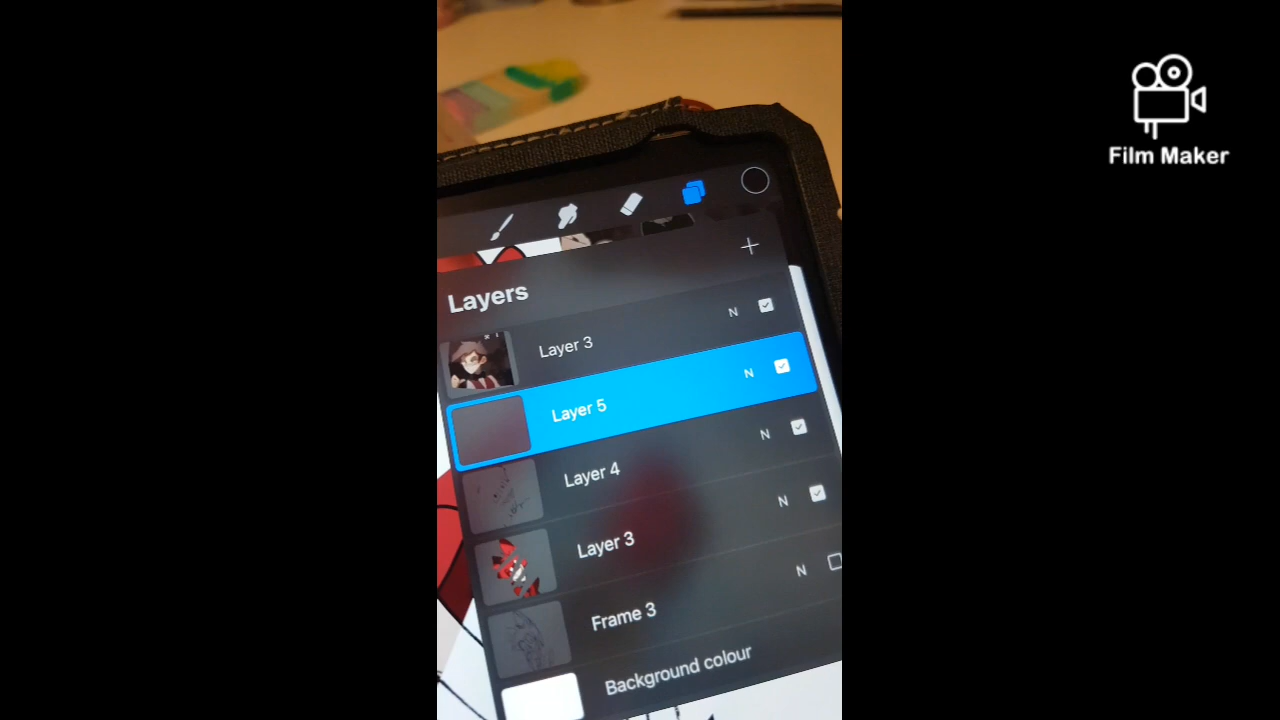 Film Maker
Layers
Layer 3
N
Layer 5
N
Layer 4
N
Layer 3
N
Frame 3
N
Background colour